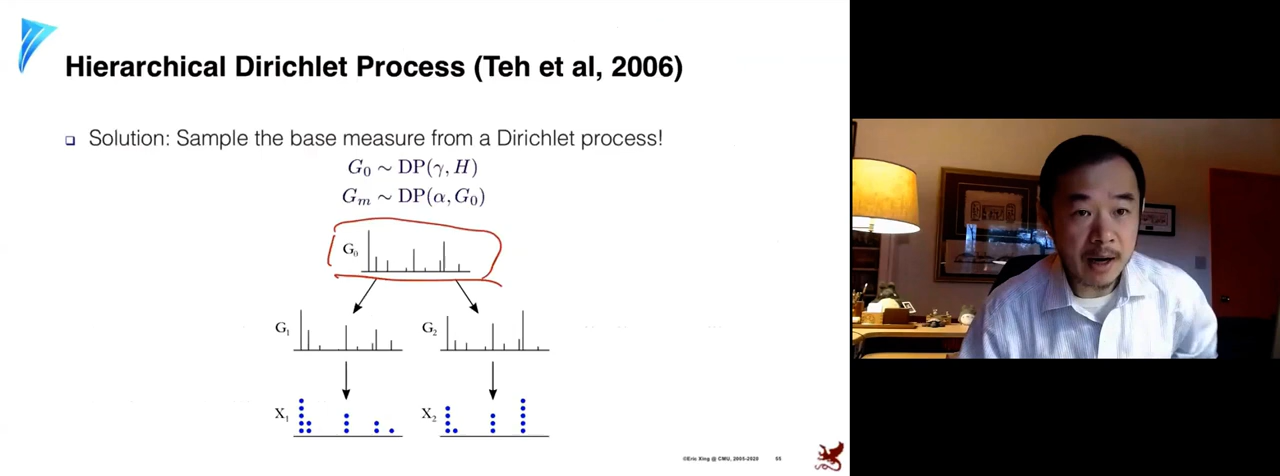 Hierarchical Dirichlet Process (Teh et al, 2006)
Solution: Sample the base measure from a Dirichlet process!
G₀ ∼ DP(γ, H)
Gₘ ∼ DP(α, G₀)
G₀
G₁ G₂
X₁ X₂
©Eric Xing @ CMU, 2005-2020 55